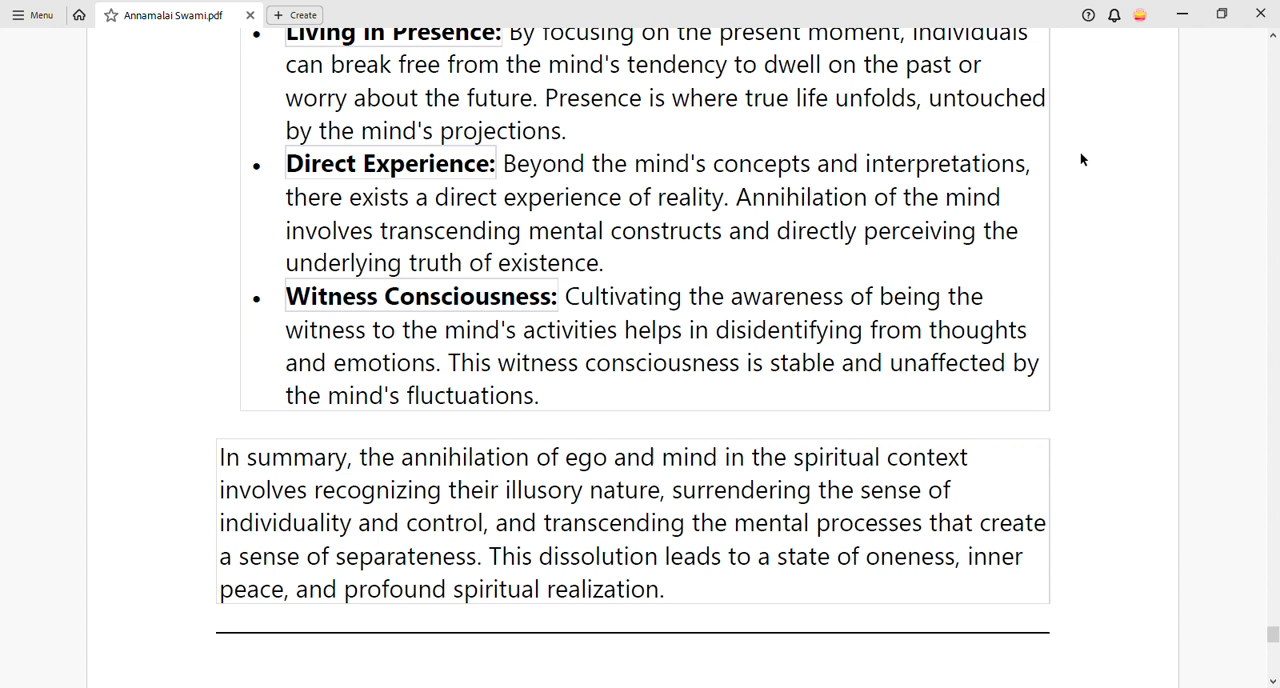 Menu
Annamalai Swami.pdf
Create
• Living in Presence: By focusing on the present moment, individuals
can break free from the mind's tendency to dwell on the past or
worry about the future. Presence is where true life unfolds, untouched
by the mind's projections.
• Direct Experience: Beyond the mind's concepts and interpretations,
there exists a direct experience of reality. Annihilation of the mind
involves transcending mental constructs and directly perceiving the
underlying truth of existence.
• Witness Consciousness: Cultivating the awareness of being the
witness to the mind's activities helps in disidentifying from thoughts
and emotions. This witness consciousness is stable and unaffected by
the mind's fluctuations.
In summary, the annihilation of ego and mind in the spiritual context
involves recognizing their illusory nature, surrendering the sense of
individuality and control, and transcending the mental processes that create
a sense of separateness. This dissolution leads to a state of oneness, inner
peace, and profound spiritual realization.